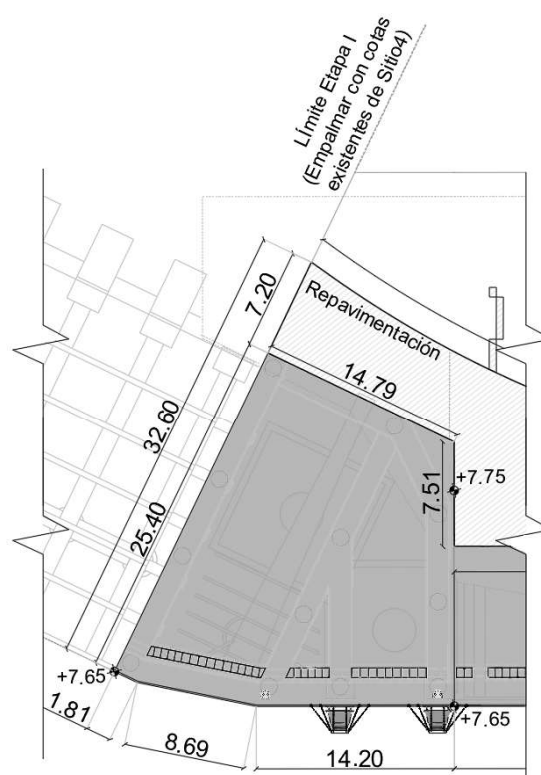 LÍmite Etapa I
(Empalmar con cotas
existentes de Sitio4)
7.20
Repavimentación
14.79
32.60
25.40
7.51
+7.75
+7.65
1.81
8.69
14.20
+7.65